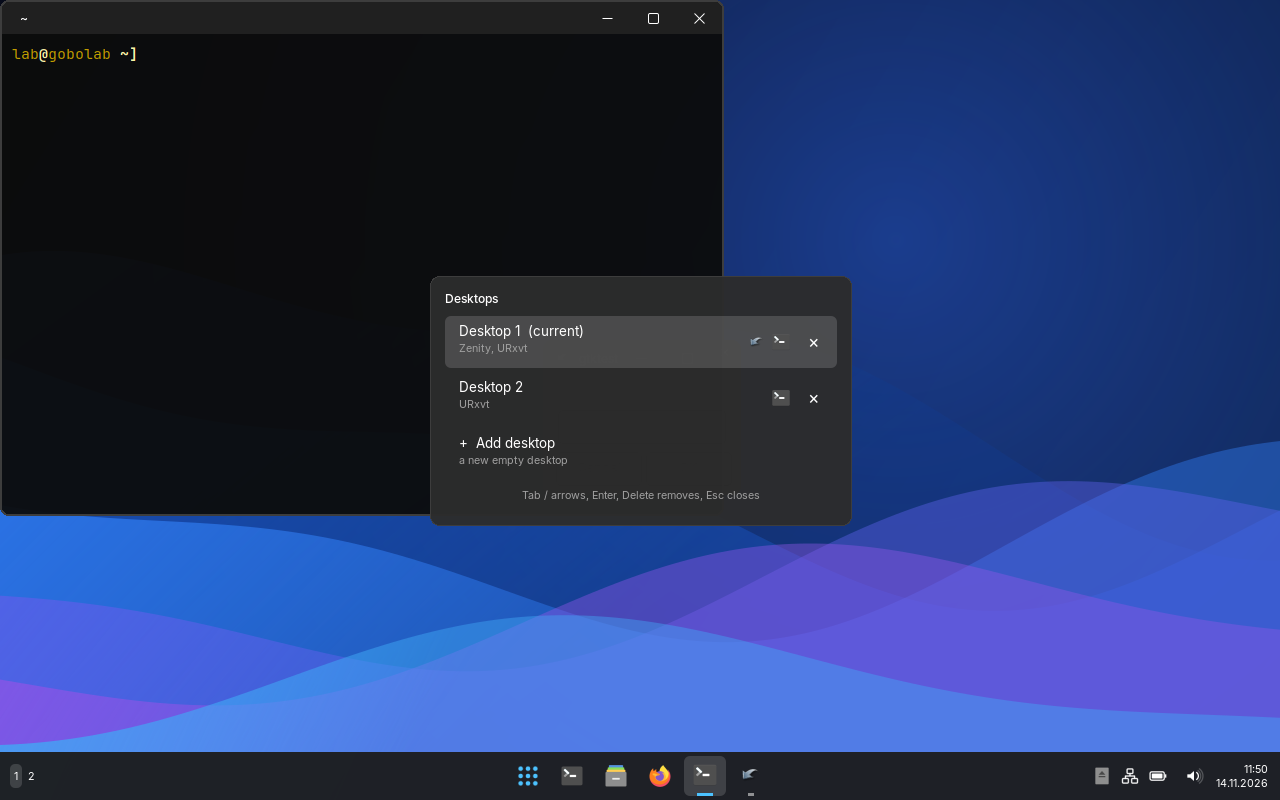 ~
lab@gobolab ~]
Desktops
Desktop 1 (current)
Zenity, URxvt
Desktop 2
URxvt
+ Add desktop
a new empty desktop
Tab / arrows, Enter, Delete removes, Esc closes
1 2
11:50
14.11.2026